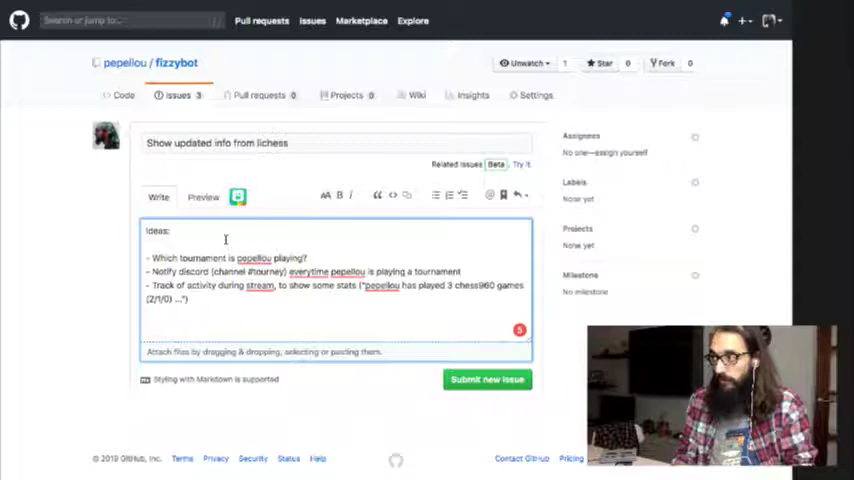 Search or jump to...
/
Pull requests
Issues
Marketplace
Explore
pepellou / fizzybot
Unwatch
1
Star
0
Fork
0
Code
Issues 3
Pull requests 0
Projects 0
Wiki
Insights
Settings
Show updated info from lichess
Related Issues Beta Try it.
Write
Preview
AA B I
Ideas:
- Which tournament is pepellou playing?
- Notify discord (channel #tourney) everytime pepellou is playing a tournament
- Track of activity during stream, to show some stats ("pepellou has played 3 chess960 games
(2/1/0) ...")
5
Attach files by dragging & dropping, selecting or pasting them.
Styling with Markdown is supported
Submit new issue
Assignees
No one—assign yourself
Labels
None yet
Projects
None yet
Milestone
No milestone
© 2019 GitHub, Inc.
Terms
Privacy
Security
Status
Help
Contact GitHub
Pricing